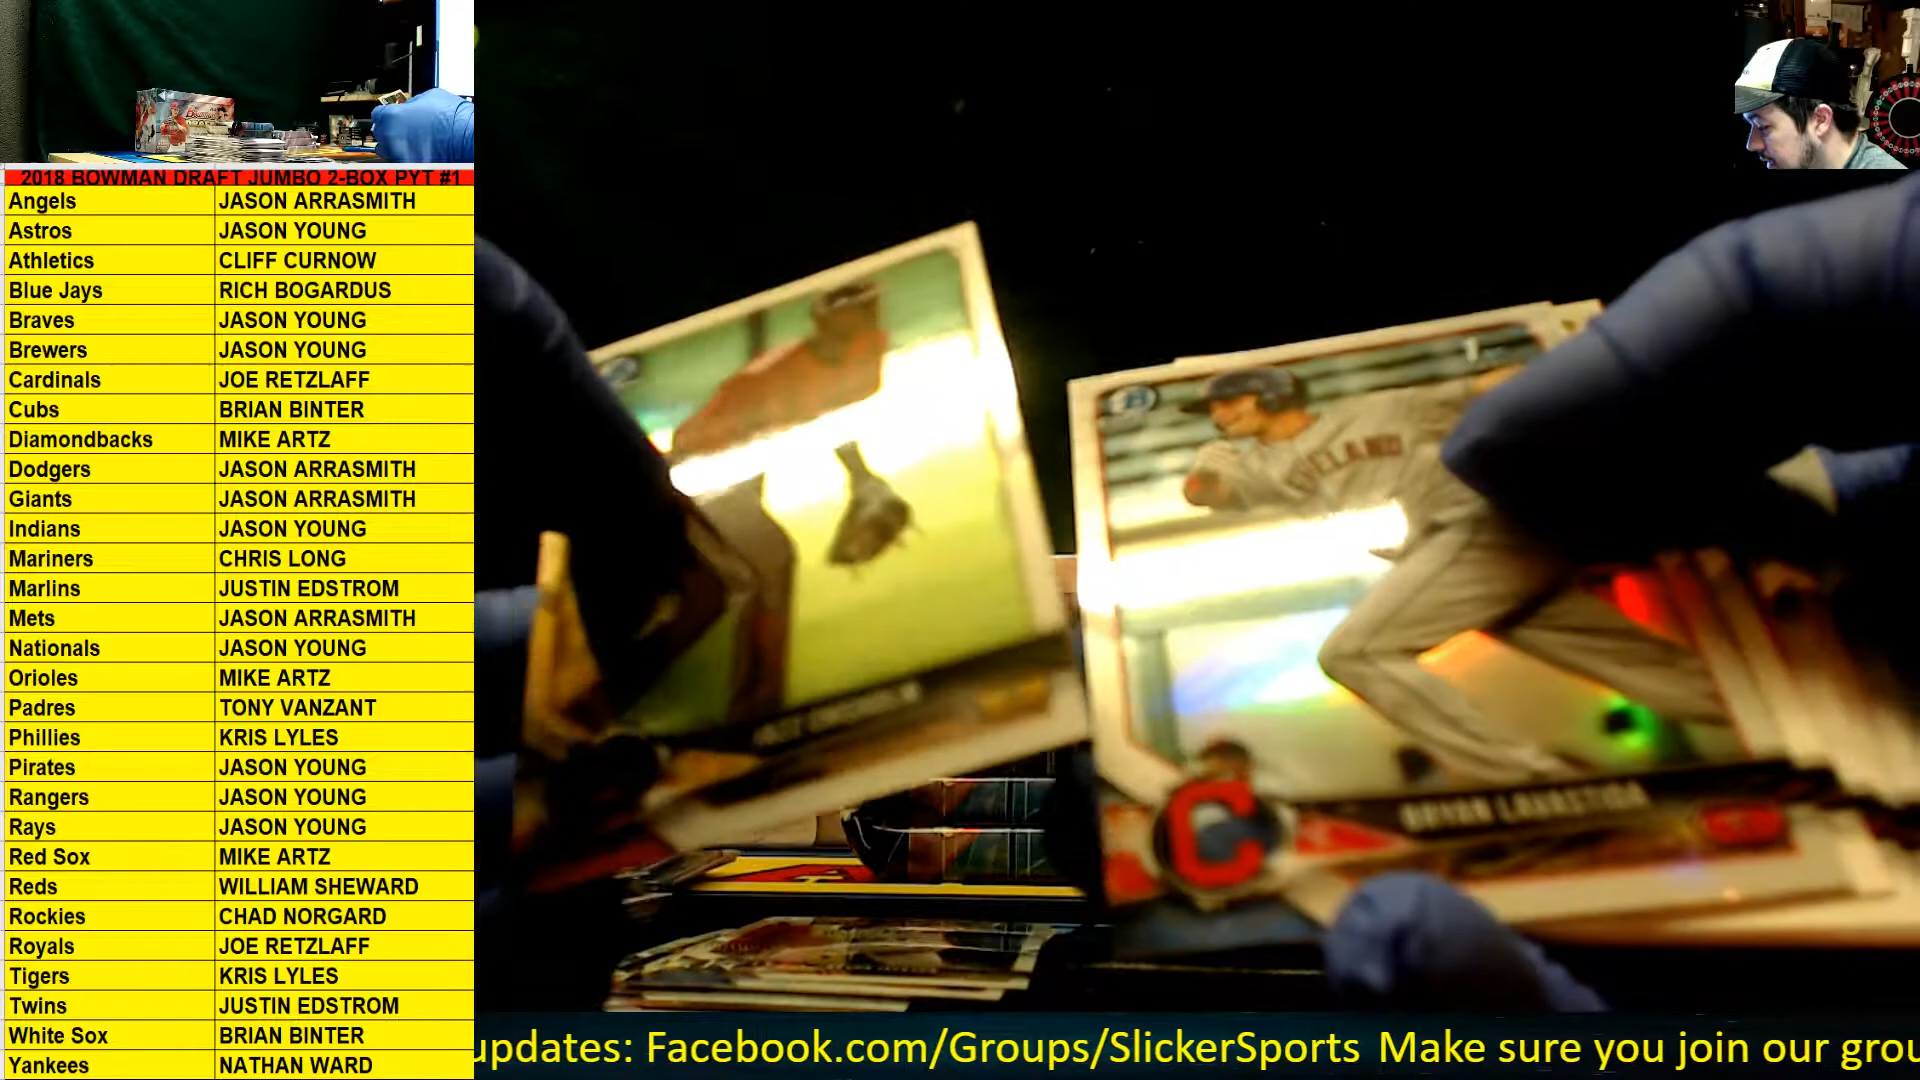 2018 BOWMAN DRAFT JUMBO 2-BOX PYT #1
Angels JASON ARRASMITH
Astros JASON YOUNG
Athletics CLIFF CURNOW
Blue Jays RICH BOGARDUS
Braves JASON YOUNG
Brewers JASON YOUNG
Cardinals JOE RETZLAFF
Cubs BRIAN BINTER
Diamondbacks MIKE ARTZ
Dodgers JASON ARRASMITH
Giants JASON ARRASMITH
Indians JASON YOUNG
Mariners CHRIS LONG
Marlins JUSTIN EDSTROM
Mets JASON ARRASMITH
Nationals JASON YOUNG
Orioles MIKE ARTZ
Padres TONY VANZANT
Phillies KRIS LYLES
Pirates JASON YOUNG
Rangers JASON YOUNG
Rays JASON YOUNG
Red Sox MIKE ARTZ
Reds WILLIAM SHEWARD
Rockies CHAD NORGARD
Royals JOE RETZLAFF
Tigers KRIS LYLES
Twins JUSTIN EDSTROM
White Sox BRIAN BINTER
Yankees NATHAN WARD
BRYAN LAVASTIDA
C
updates: Facebook.com/Groups/SlickerSports Make sure you join our grou